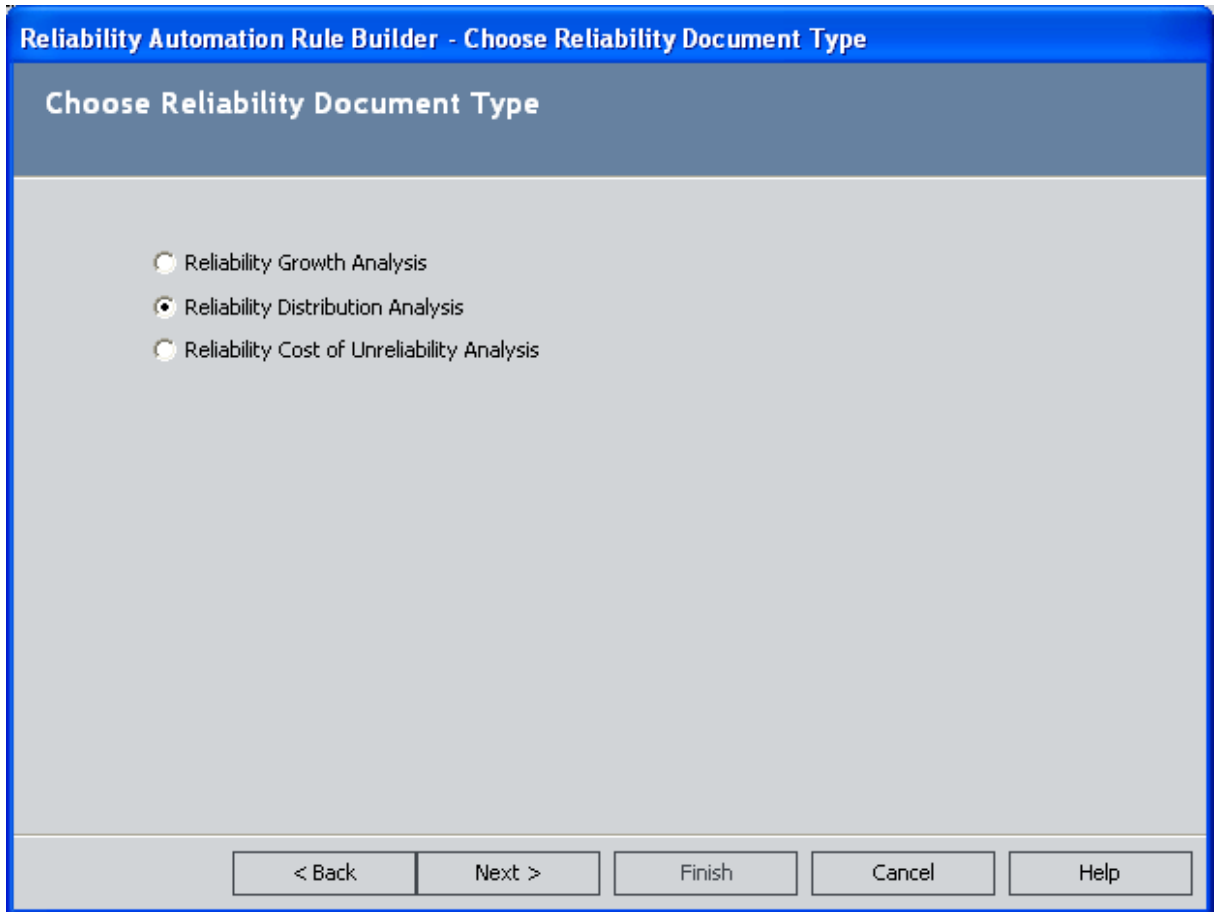 Reliability Automation Rule Builder - Choose Reliability Document Type
Choose Reliability Document Type
Reliability Growth Analysis
Reliability Distribution Analysis
Reliability Cost of Unreliability Analysis
< Back Next > Finish Cancel Help